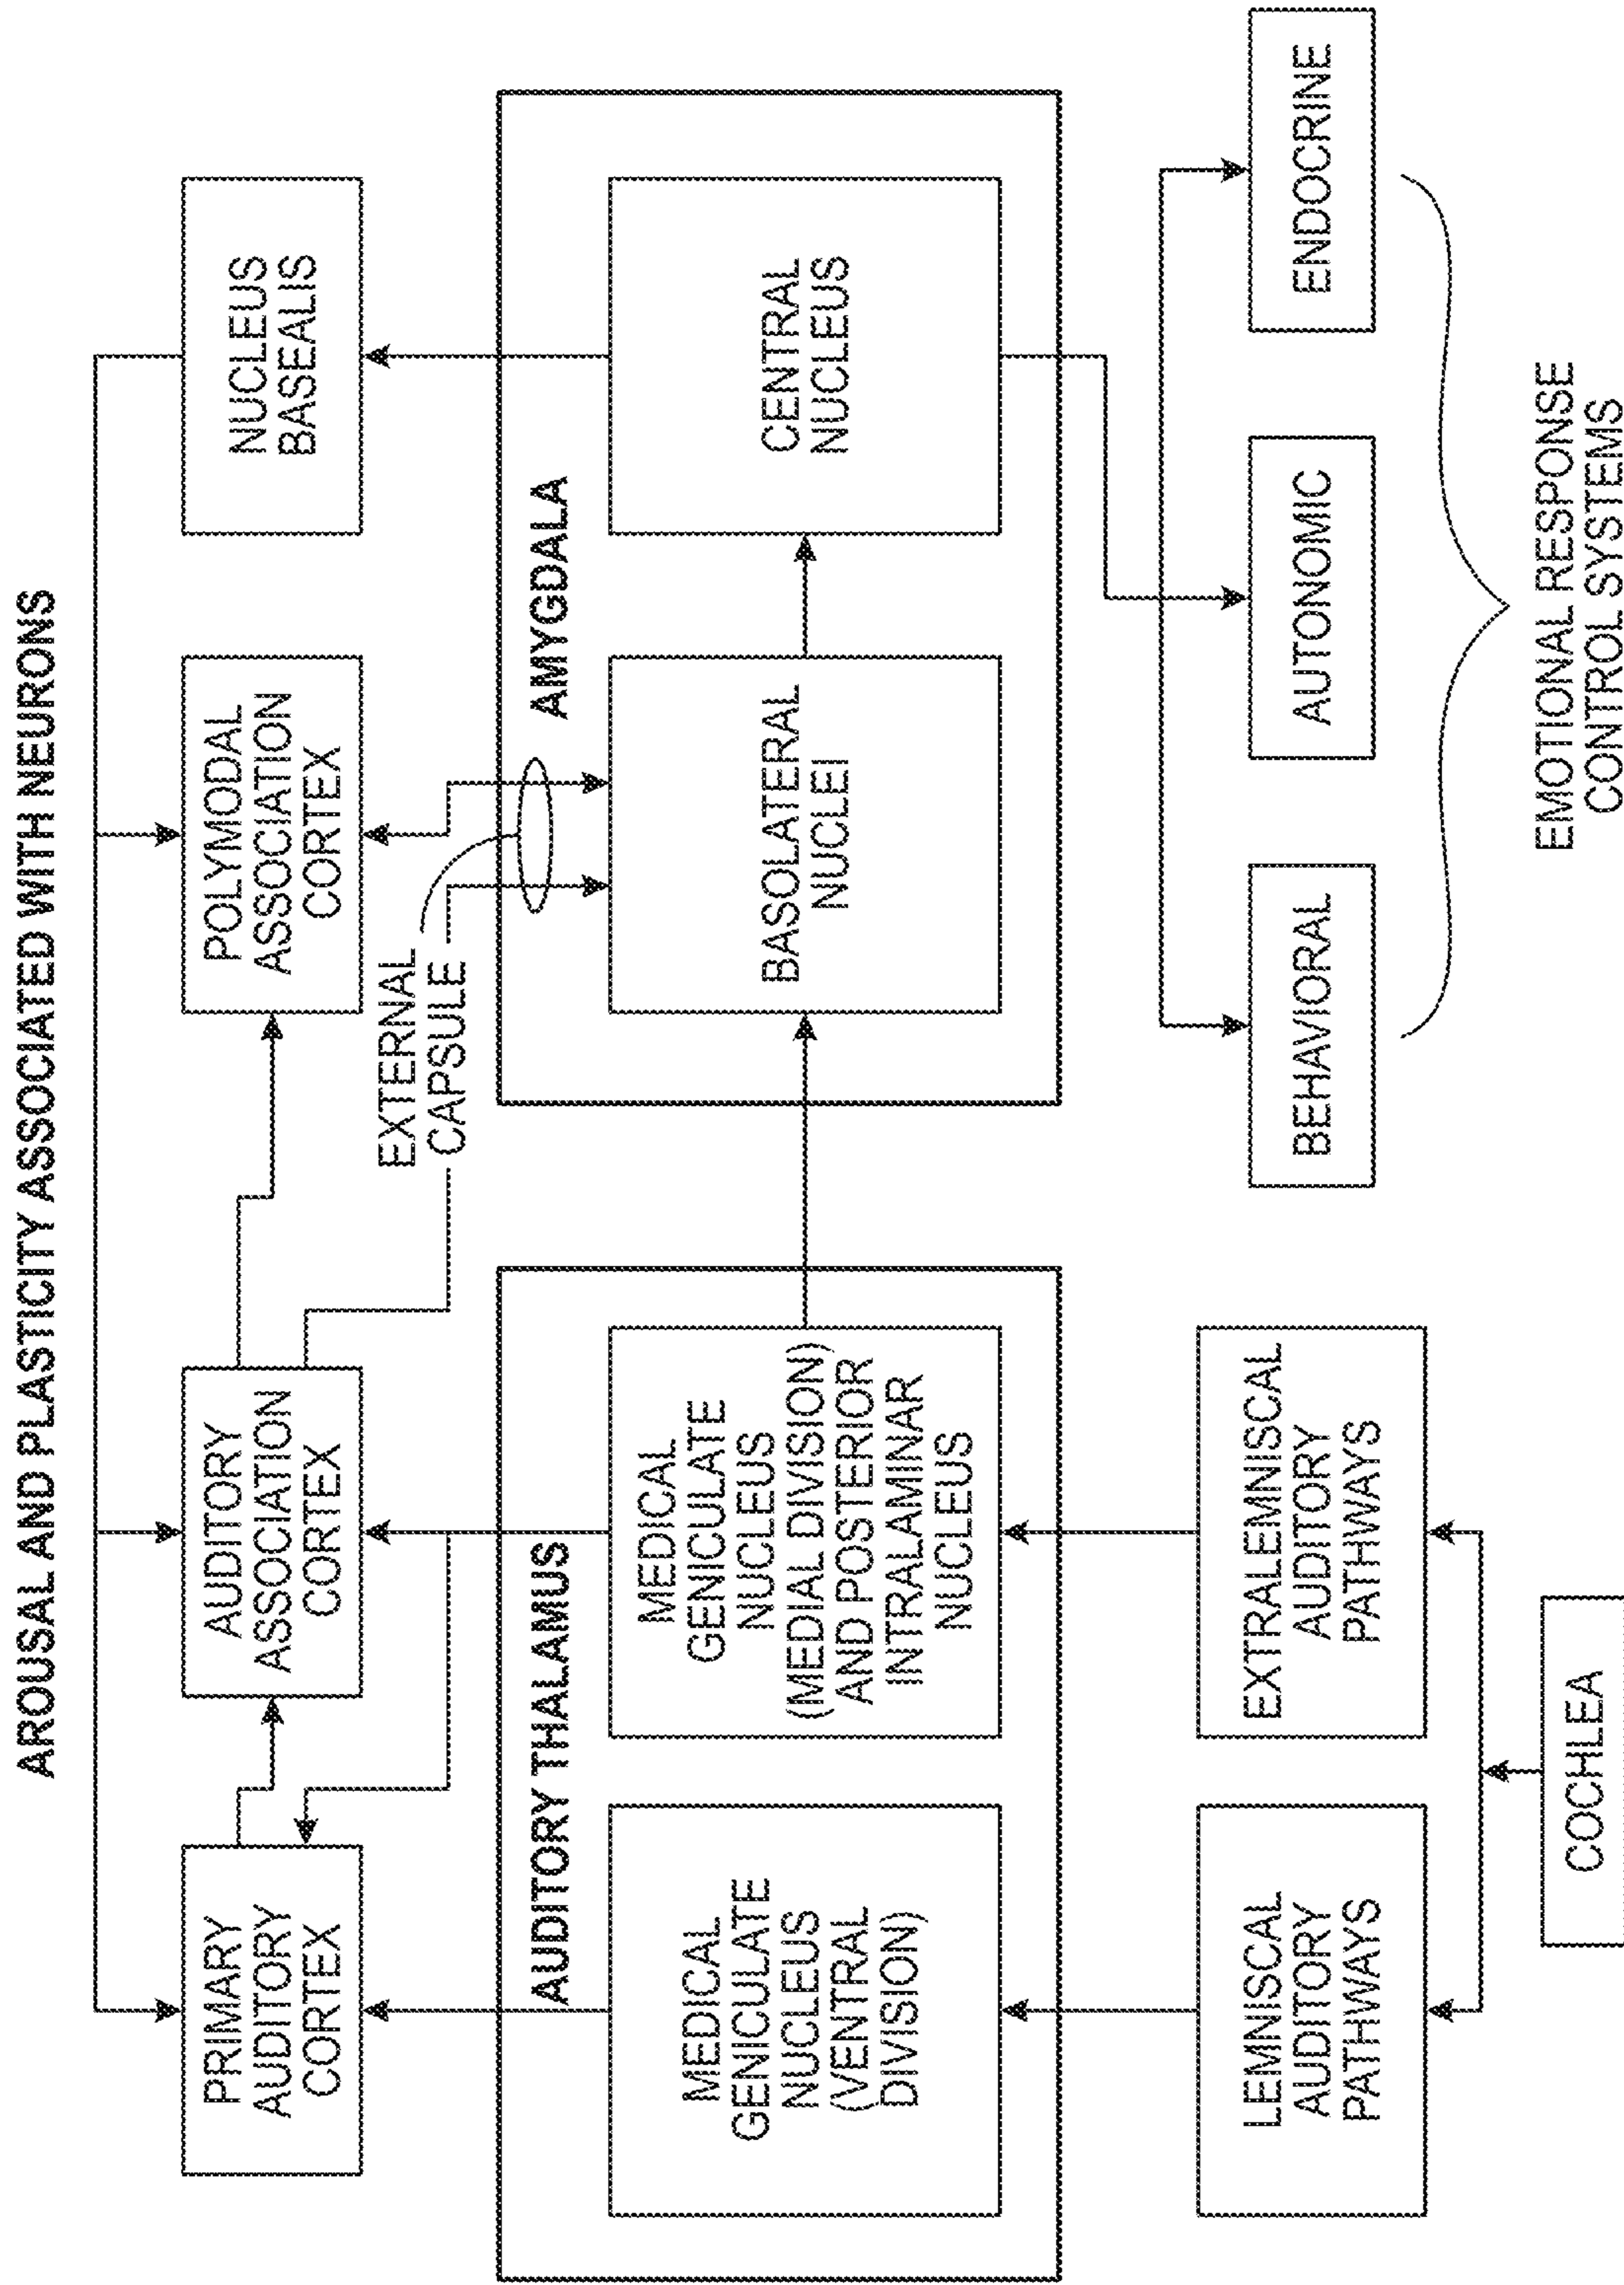 AROUSAL AND PLASTICITY ASSOCIATED WITH NEURONS
PRIMARY
AUDITORY
CORTEX
AUDITORY
ASSOCIATION
CORTEX
POLYMODAL
ASSOCIATION
CORTEX
NUCLEUS
BASEALIS
EXTERNAL
CAPSULE
AUDITORY THALAMUS
MEDICAL
GENICULATE
NUCLEUS
(VENTRAL
DIVISION)
MEDICAL
GENICULATE
NUCLEUS
(MEDIAL DIVISION)
AND POSTERIOR
INTRALAMINAR
NUCLEUS
AMYGDALA
BASOLATERAL
NUCLEI
CENTRAL
NUCLEUS
LEMNISCAL
AUDITORY
PATHWAYS
EXTRALEMNISCAL
AUDITORY
PATHWAYS
BEHAVIORAL
AUTONOMIC
ENDOCRINE
COCHLEA
EMOTIONAL RESPONSE
CONTROL SYSTEMS